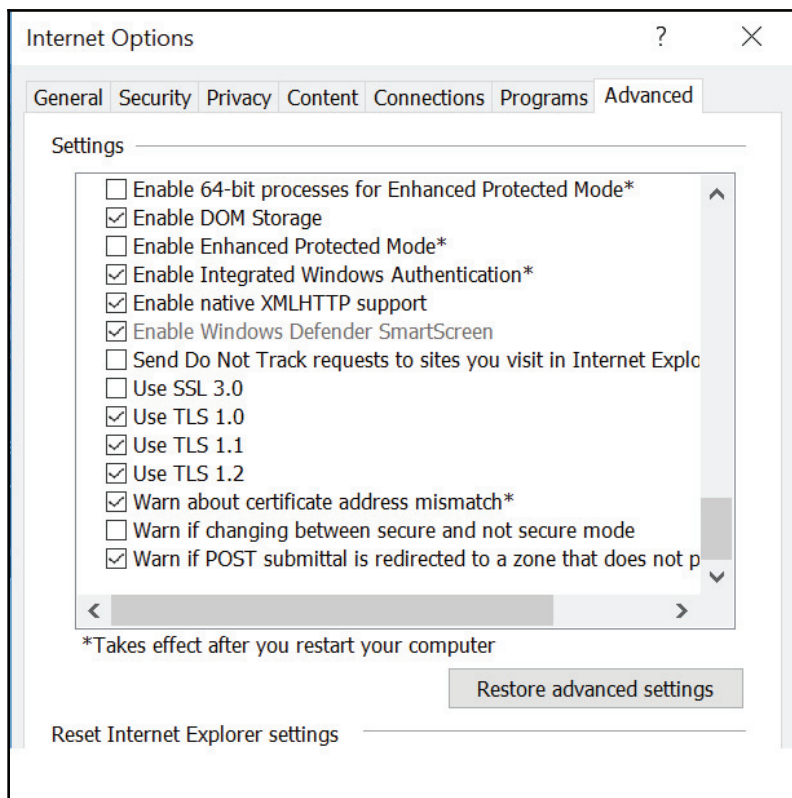 Internet Options
General Security Privacy Content Connections Programs Advanced
Settings
Enable 64-bit processes for Enhanced Protected Mode*
Enable DOM Storage
Enable Enhanced Protected Mode*
Enable Integrated Windows Authentication*
Enable native XMLHTTP support
Enable Windows Defender SmartScreen
Send Do Not Track requests to sites you visit in Internet Explo
Use SSL 3.0
Use TLS 1.0
Use TLS 1.1
Use TLS 1.2
Warn about certificate address mismatch*
Warn if changing between secure and not secure mode
Warn if POST submittal is redirected to a zone that does not p
*Takes effect after you restart your computer
Restore advanced settings
Reset Internet Explorer settings